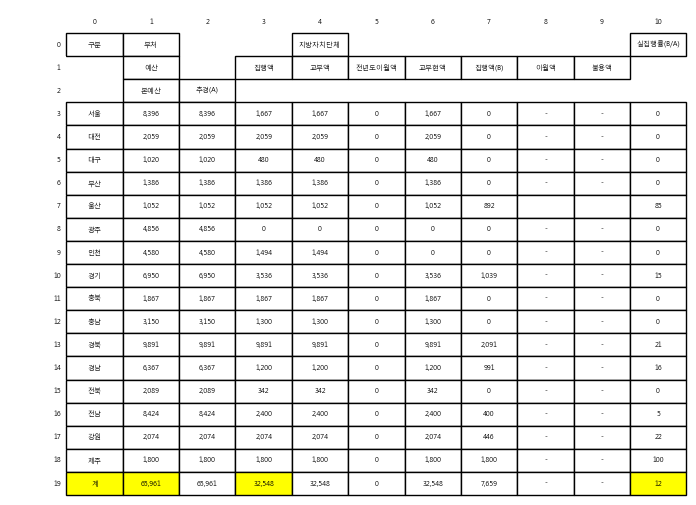 0 1 2 3 4 5 6 7 8 9 10
0 구분 부처 지방자치단체 실집행률(B/A)
1 예산 집행액 교부액 전년도이월액 교부현액 집행액(B) 이월액 불용액
2 본예산 추경(A)
3 서울 8,396 8,396 1,667 1,667 0 1,667 0 - - 0
4 대전 2,059 2,059 2,059 2,059 0 2,059 0 - - 0
5 대구 1,020 1,020 480 480 0 480 0 - - 0
6 부산 1,386 1,386 1,386 1,386 0 1,386 0 - - 0
7 울산 1,052 1,052 1,052 1,052 0 1,052 892 85
8 광주 4,856 4,856 0 0 0 0 0 - - 0
9 인천 4,580 4,580 1,494 1,494 0 0 0 - - 0
10 경기 6,950 6,950 3,536 3,536 0 3,536 1,039 - - 15
11 충북 1,867 1,867 1,867 1,867 0 1,867 0 - - 0
12 충남 3,150 3,150 1,300 1,300 0 1,300 0 - - 0
13 경북 9,891 9,891 9,891 9,891 0 9,891 2,091 - - 21
14 경남 6,367 6,367 1,200 1,200 0 1,200 991 - - 16
15 전북 2,089 2,089 342 342 0 342 0 - - 0
16 전남 8,424 8,424 2,400 2,400 0 2,400 400 - - 5
17 강원 2,074 2,074 2,074 2,074 0 2,074 446 - - 22
18 제주 1,800 1,800 1,800 1,800 0 1,800 1,800 - - 100
19 계 65,961 65,961 32,548 32,548 0 32,548 7,659 - - 12